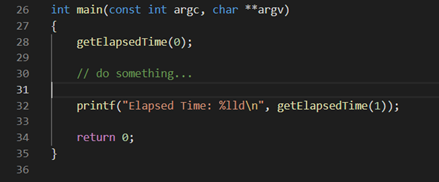 26 int main(const int argc, char **argv)
27 {
28     getElapsedTime(0);
29
30     // do something...
31
32     printf("Elapsed Time: %lld\n", getElapsedTime(1));
33
34     return 0;
35 }
36